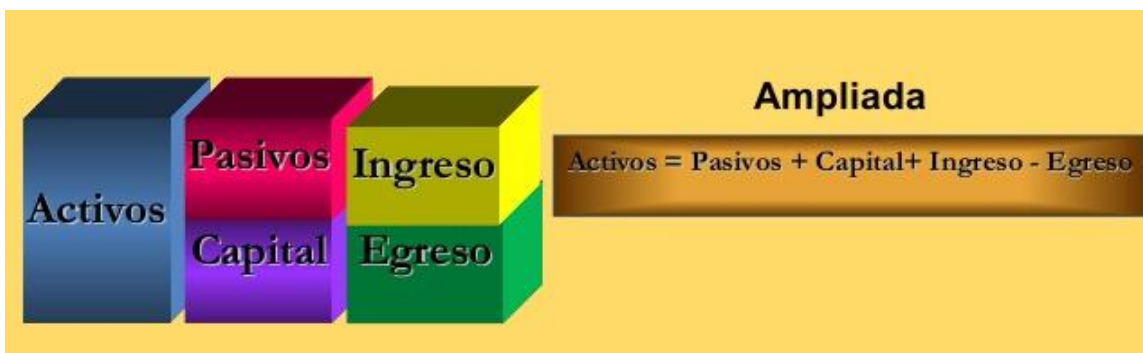 Activos
Pasivos
Capital
Ingreso
Egreso
Ampliada
Activos = Pasivos + Capital+ Ingreso - Egreso